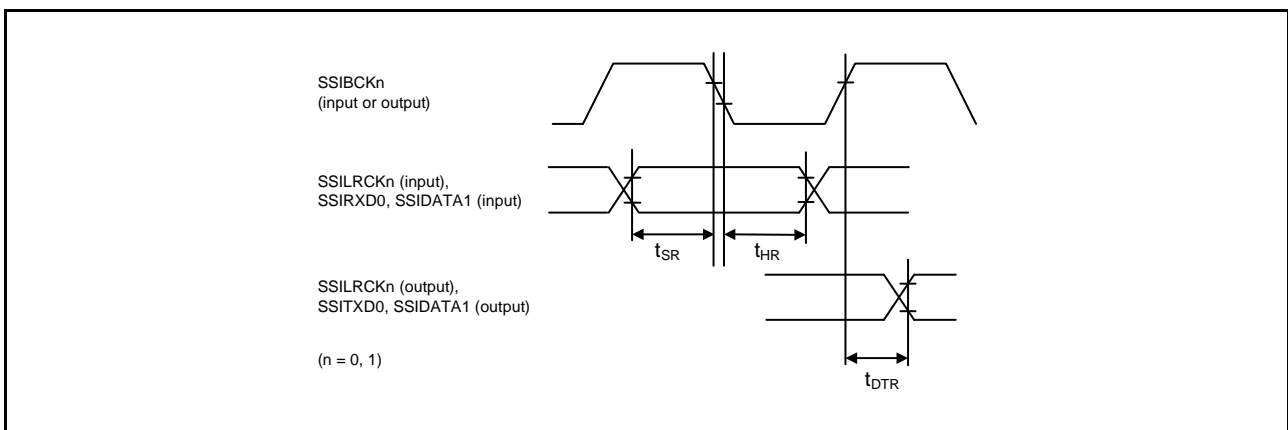 SSIBCKn
(input or output)
SSILRCKn (input),
SSIRXD0, SSIDATA1 (input)
tSR
tHR
SSILRCKn (output),
SSITXD0, SSIDATA1 (output)
(n = 0, 1)
tDTR